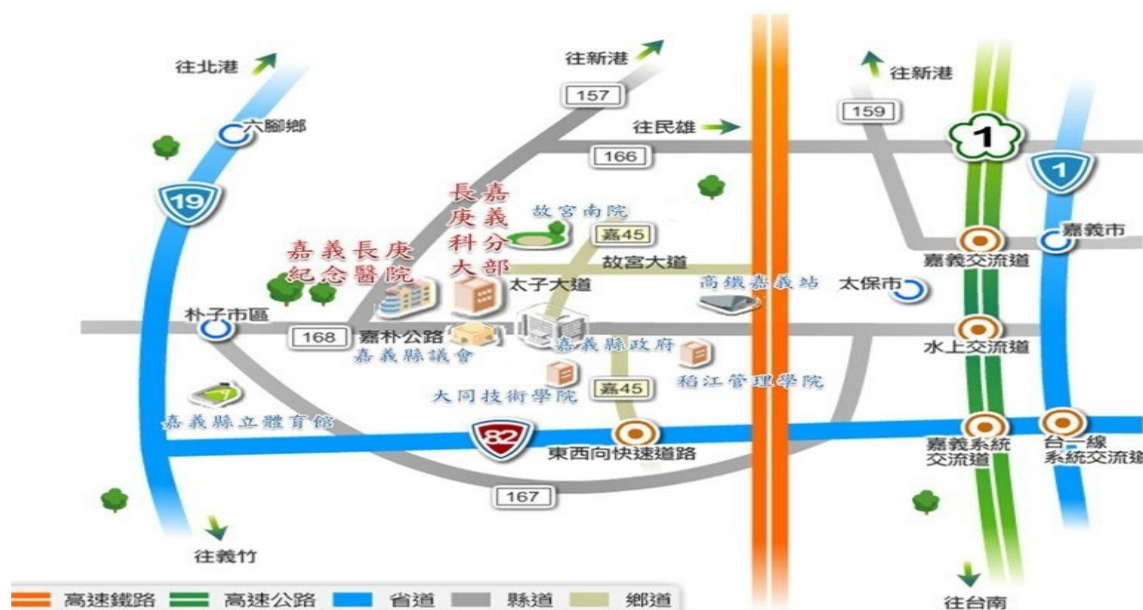 往北港
往新港
往新港
157
159
六腳鄉
往民雄
166
1
1
19
嘉義
長庚
科分
大部
故宮南院
嘉45
嘉義市
嘉義長庚
紀念醫院
故宮大道
嘉義交流道
太子大道
高鐵嘉義站
太保市
朴子市區
168
嘉朴公路
嘉義縣議會
嘉義縣政府
水上交流道
大同技術學院
嘉45
稻江管理學院
嘉義縣立體育館
82
東西向快速道路
嘉義系統
交流道
台一線
系統交流道
167
往義竹
往台南
高速鐵路
高速公路
省道
縣道
鄉道